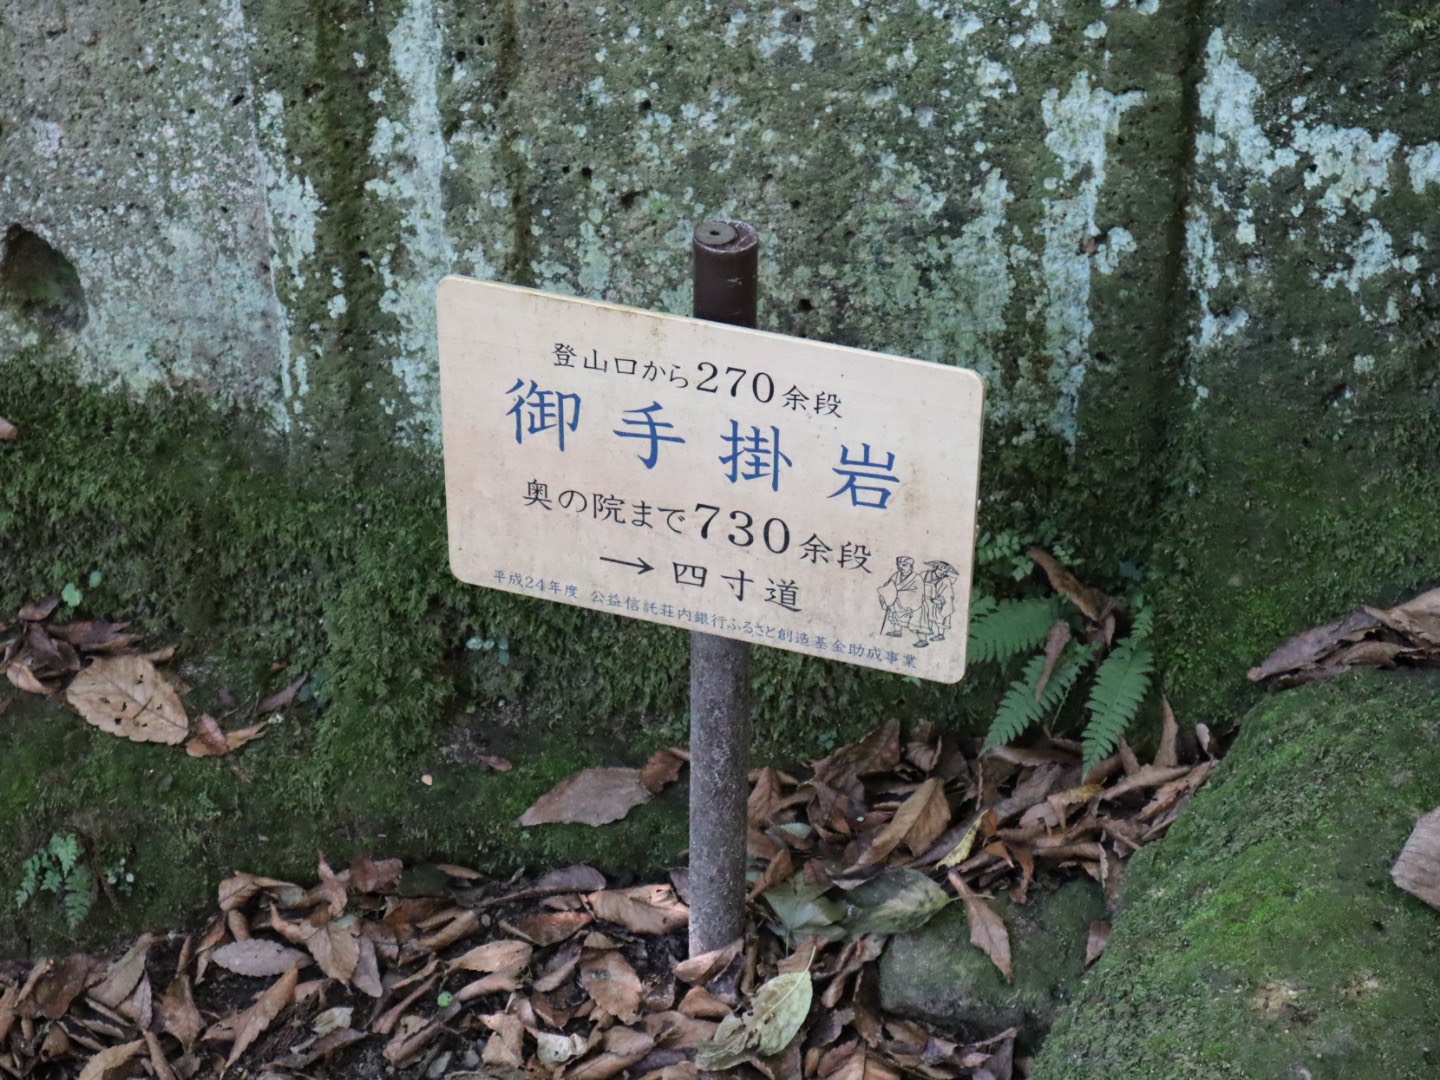 登山口から270余段
御手掛岩
奥の院まで730余段
→四寸道
平成24年度 公益信託荘内銀行ふるさと創造基金助成事業